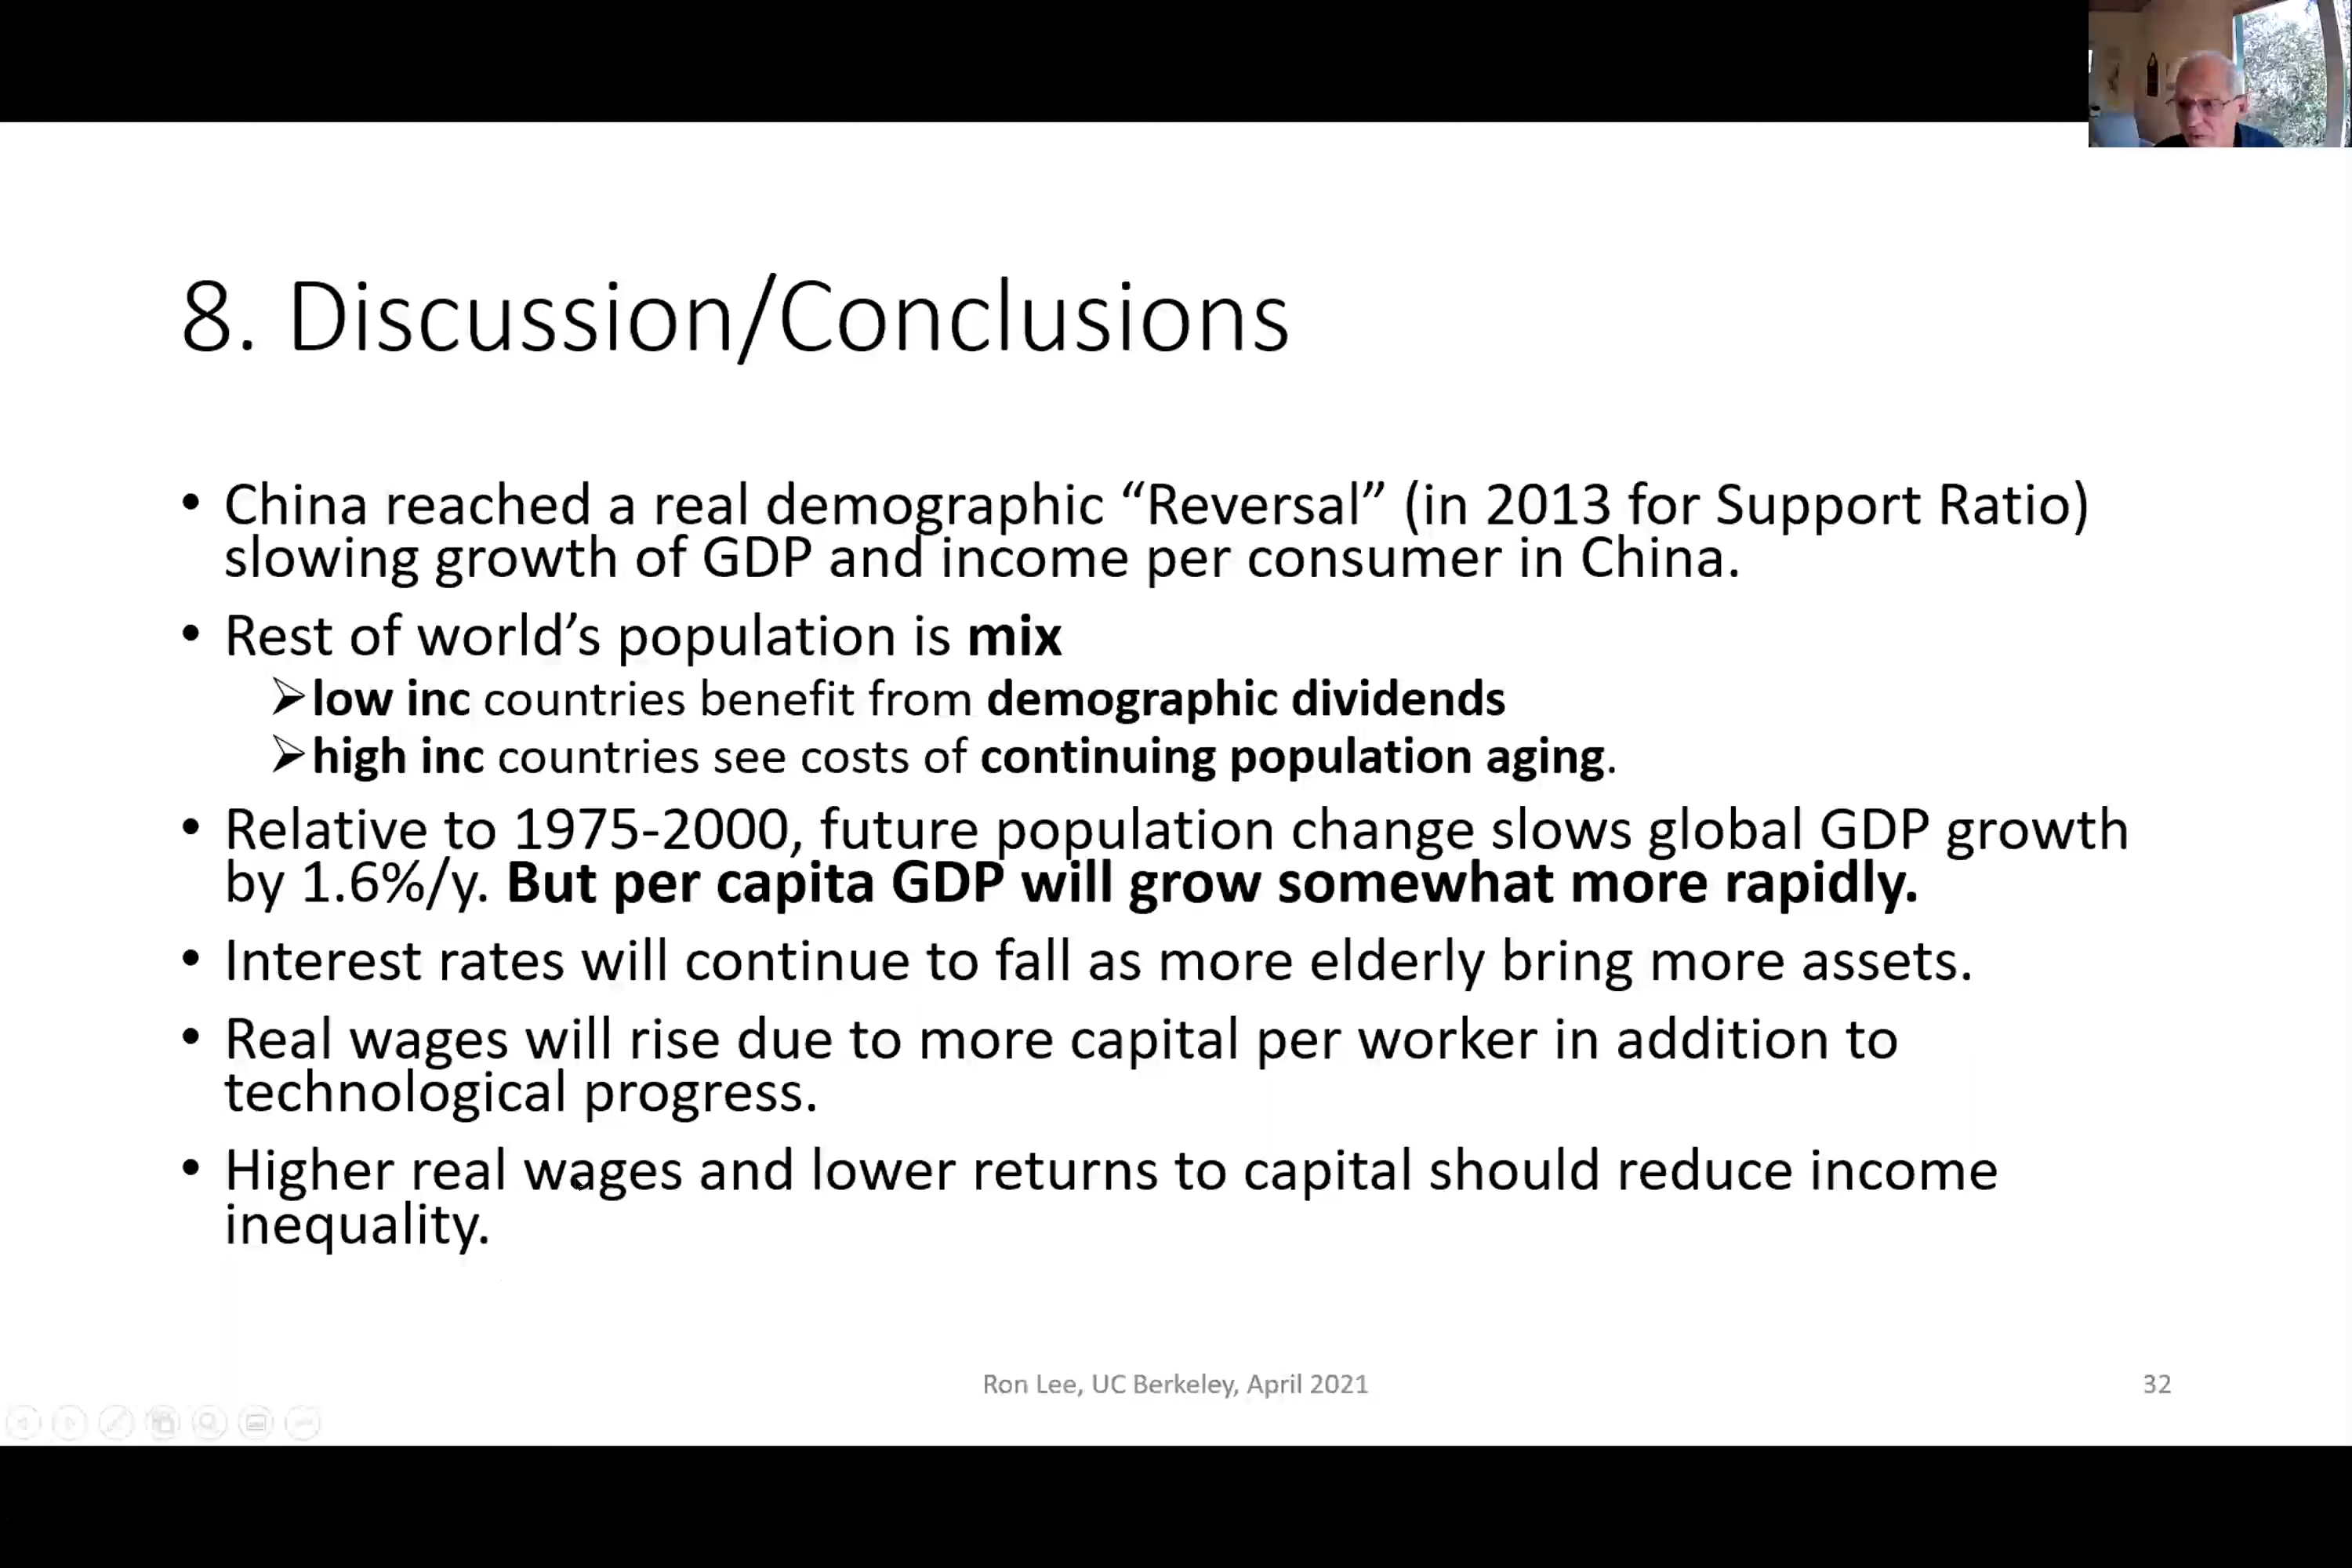 8. Discussion/Conclusions
• China reached a real demographic “Reversal” (in 2013 for Support Ratio)
slowing growth of GDP and income per consumer in China.
• Rest of world’s population is mix
➢low inc countries benefit from demographic dividends
➢high inc countries see costs of continuing population aging.
• Relative to 1975-2000, future population change slows global GDP growth
by 1.6%/y. But per capita GDP will grow somewhat more rapidly.
• Interest rates will continue to fall as more elderly bring more assets.
• Real wages will rise due to more capital per worker in addition to
technological progress.
• Higher real wages and lower returns to capital should reduce income
inequality.
Ron Lee, UC Berkeley, April 2021
32